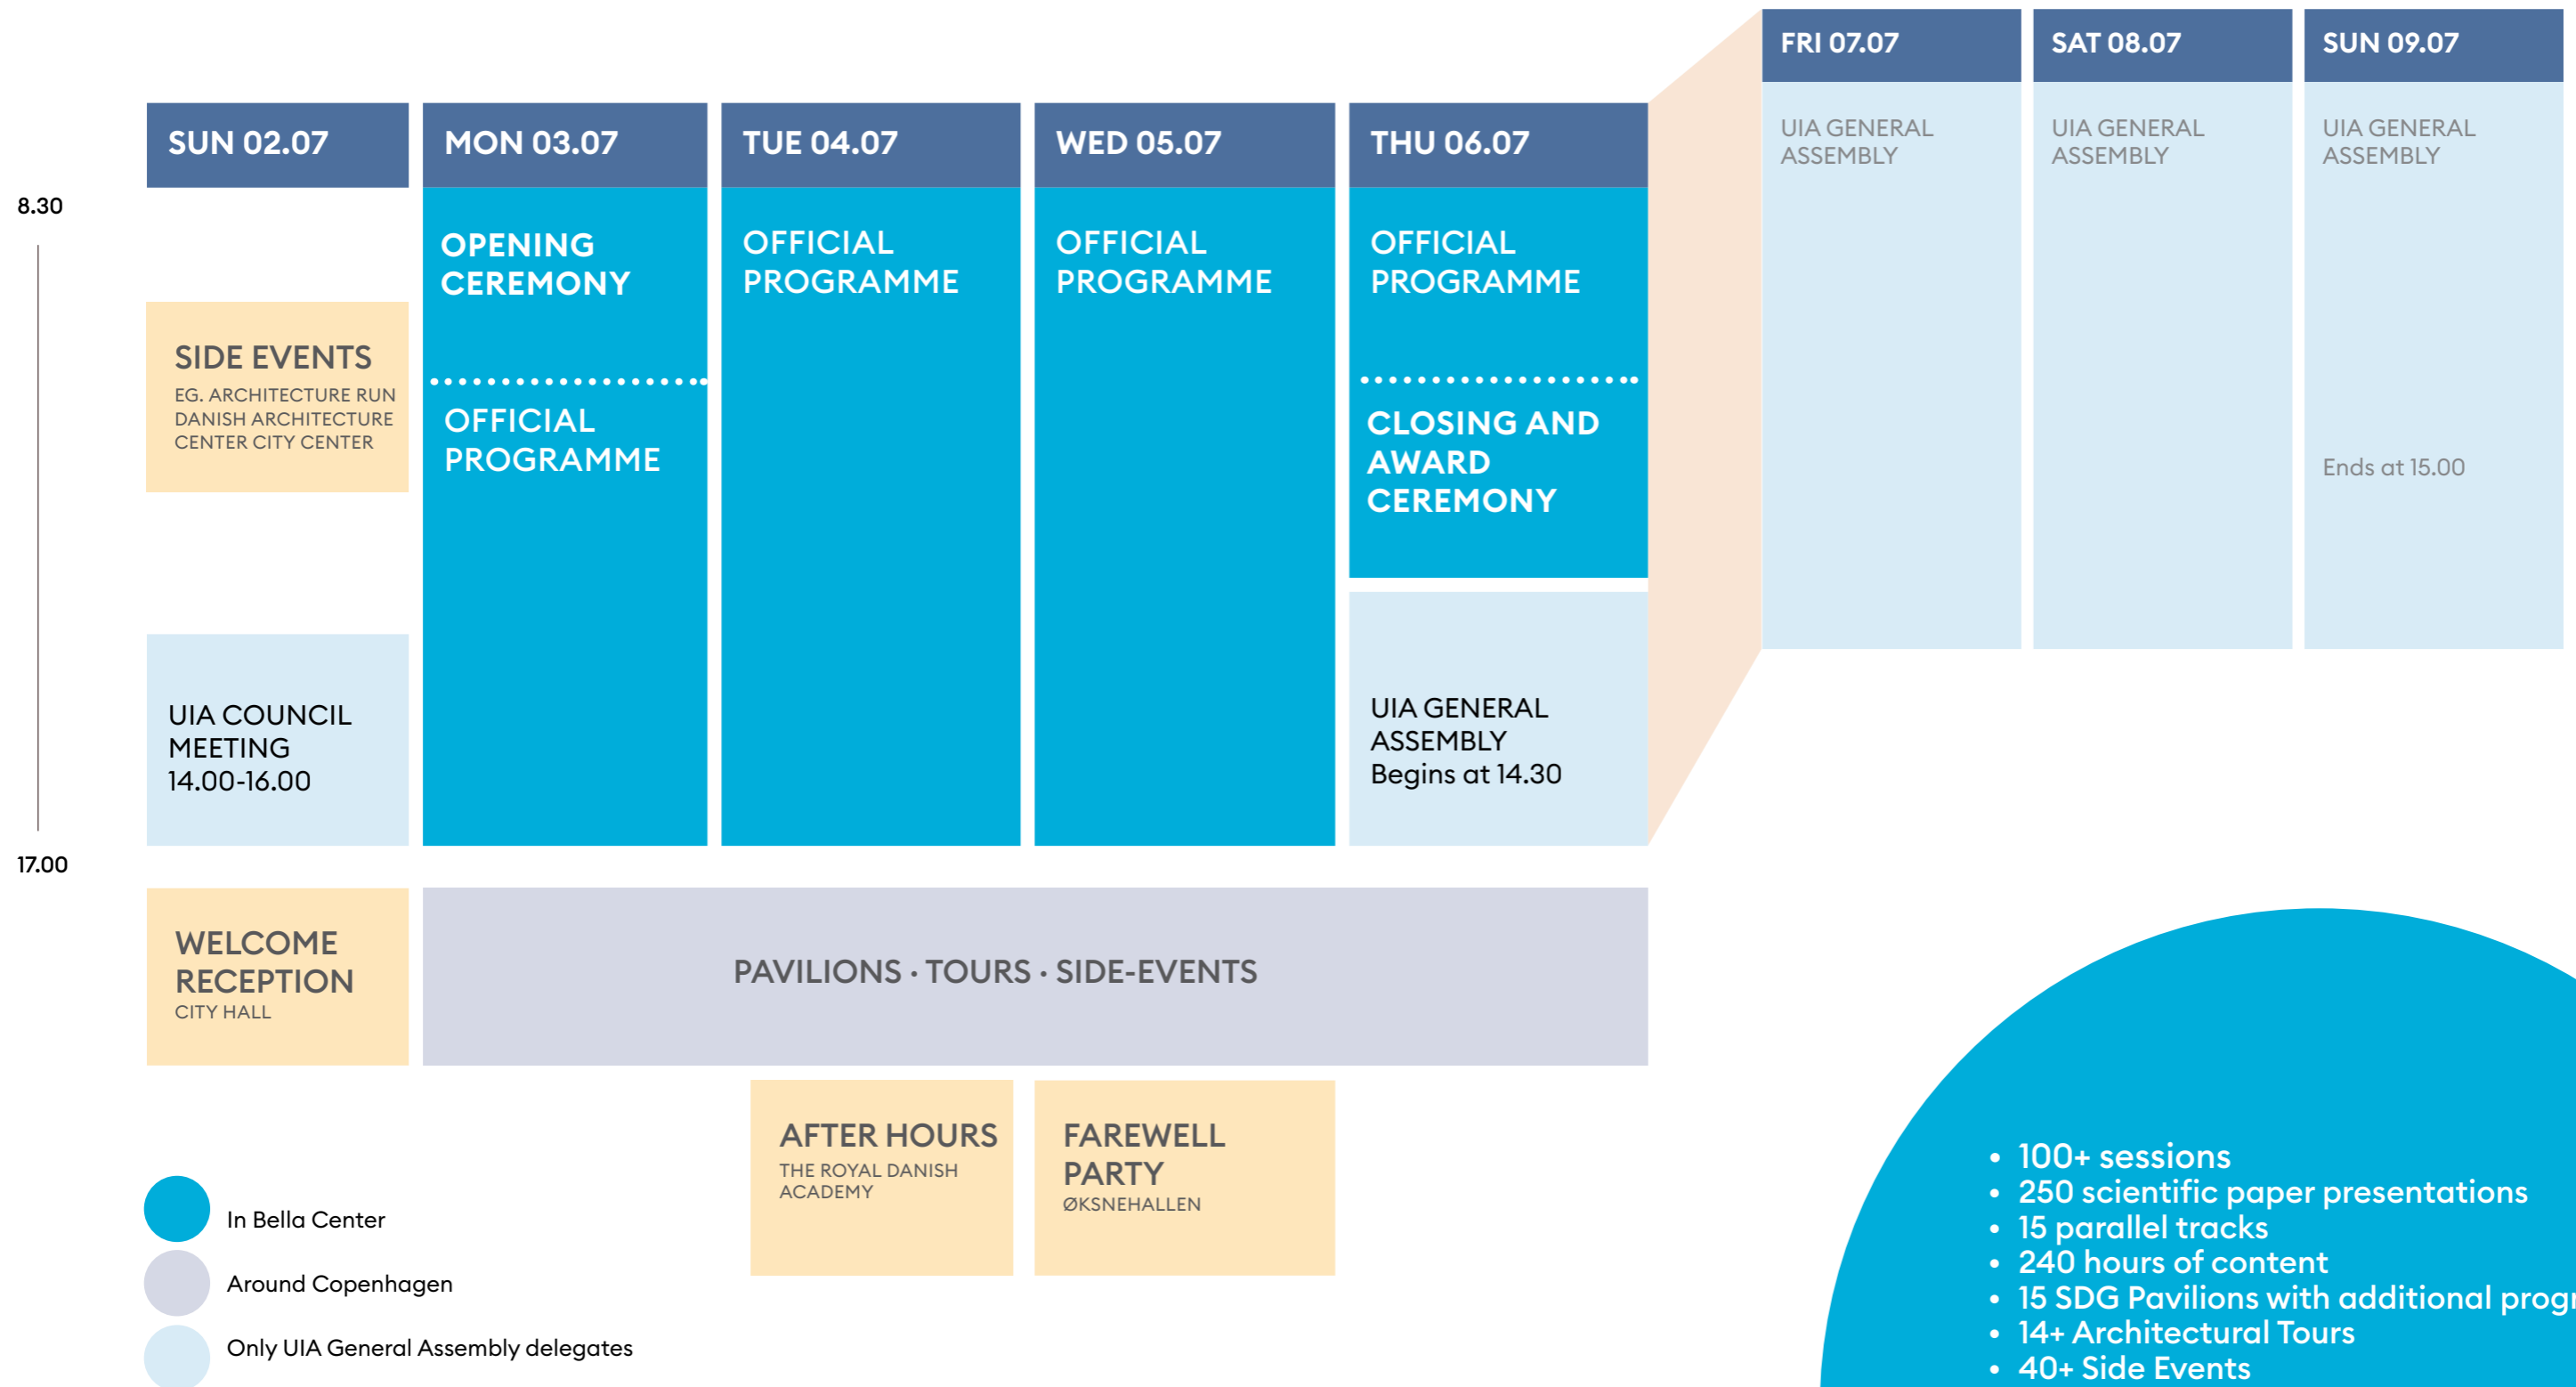 FRI 07.07
SAT 08.07
SUN 09.07
UIA GENERAL
ASSEMBLY
UIA GENERAL
ASSEMBLY
UIA GENERAL
ASSEMBLY
Ends at 15.00
SUN 02.07
MON 03.07
TUE 04.07
WED 05.07
THU 06.07
8.30
17.00
SIDE EVENTS
EG. ARCHITECTURE RUN
DANISH ARCHITECTURE
CENTER CITY CENTER
UIA COUNCIL
MEETING
14.00-16.00
OPENING
CEREMONY
OFFICIAL
PROGRAMME
OFFICIAL
PROGRAMME
OFFICIAL
PROGRAMME
OFFICIAL
PROGRAMME
CLOSING AND
AWARD
CEREMONY
UIA GENERAL
ASSEMBLY
Begins at 14.30
WELCOME
RECEPTION
CITY HALL
PAVILIONS · TOURS · SIDE-EVENTS
AFTER HOURS
THE ROYAL DANISH
ACADEMY
FAREWELL
PARTY
ØKSNEHALLEN
In Bella Center
Around Copenhagen
Only UIA General Assembly delegates
• 100+ sessions
• 250 scientific paper presentations
• 15 parallel tracks
• 240 hours of content
• 15 SDG Pavilions with additional
• 14+ Architectural Tours
• 40+ Side Events